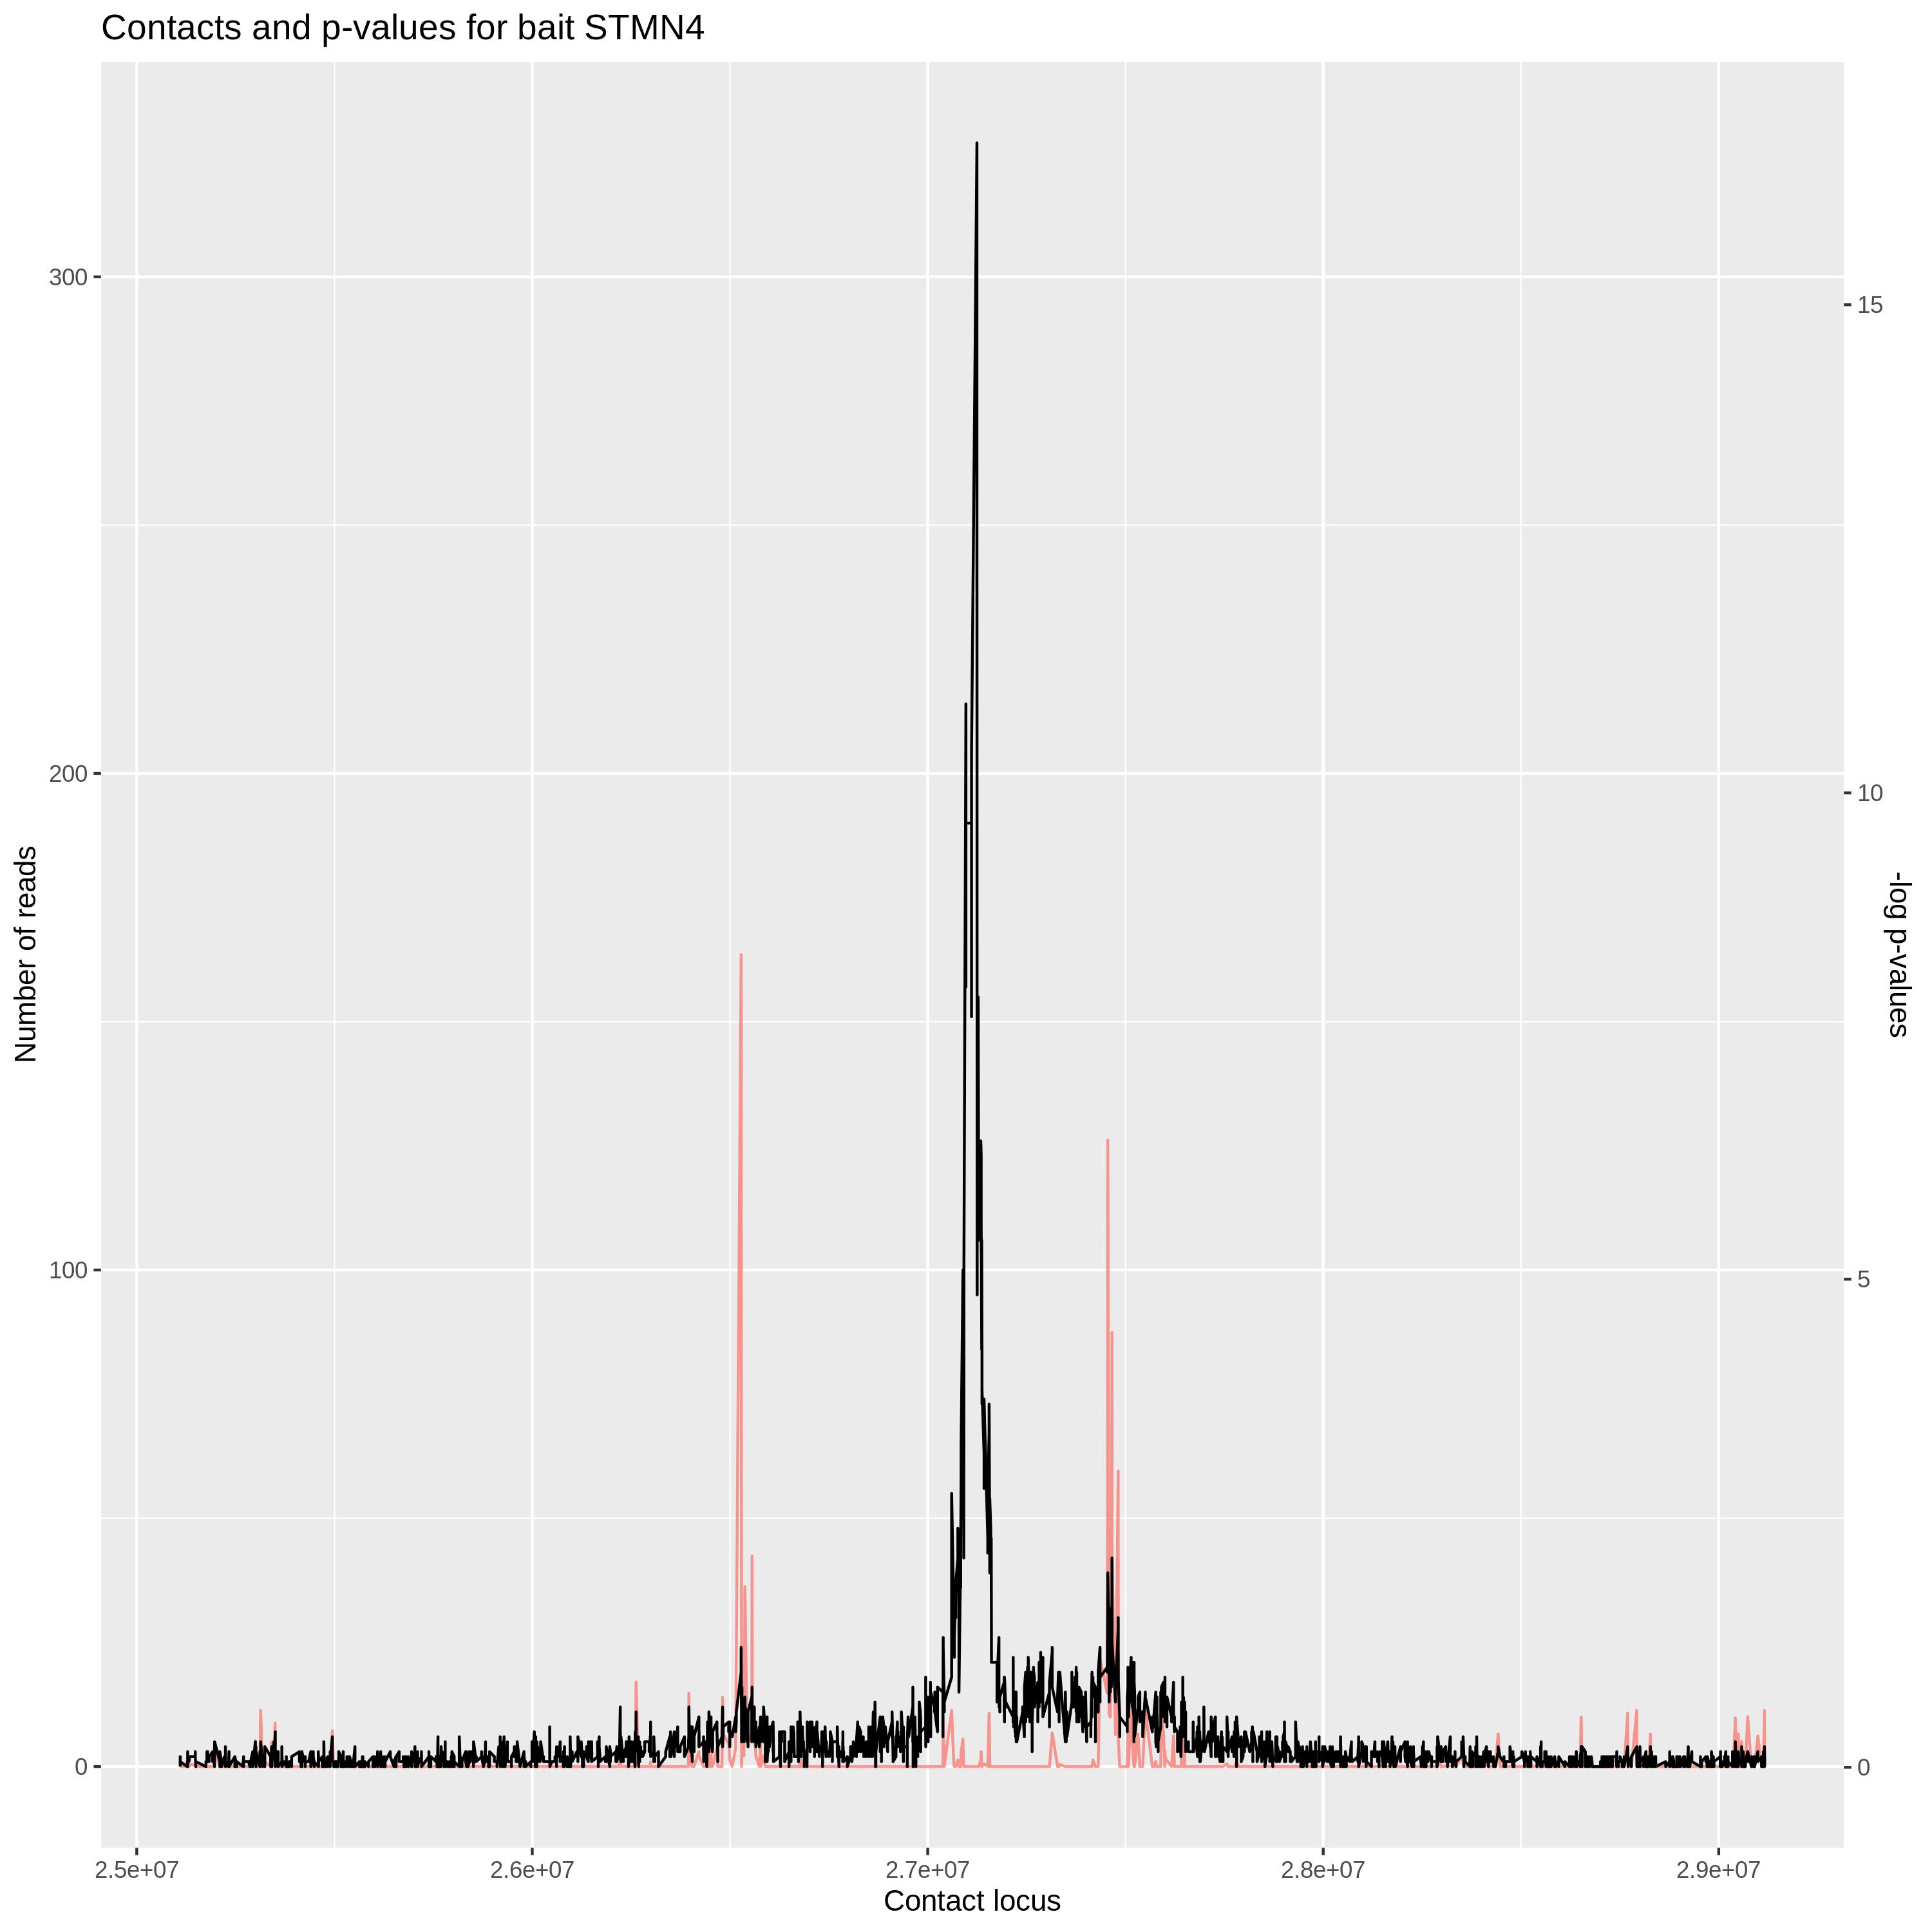 Contacts and p-values for bait STMN4
300
200
100
0
Number of reads
15
10
5
0
-log p-values
2.5e+07
2.6e+07
2.7e+07
2.8e+07
2.9e+07
Contact locus